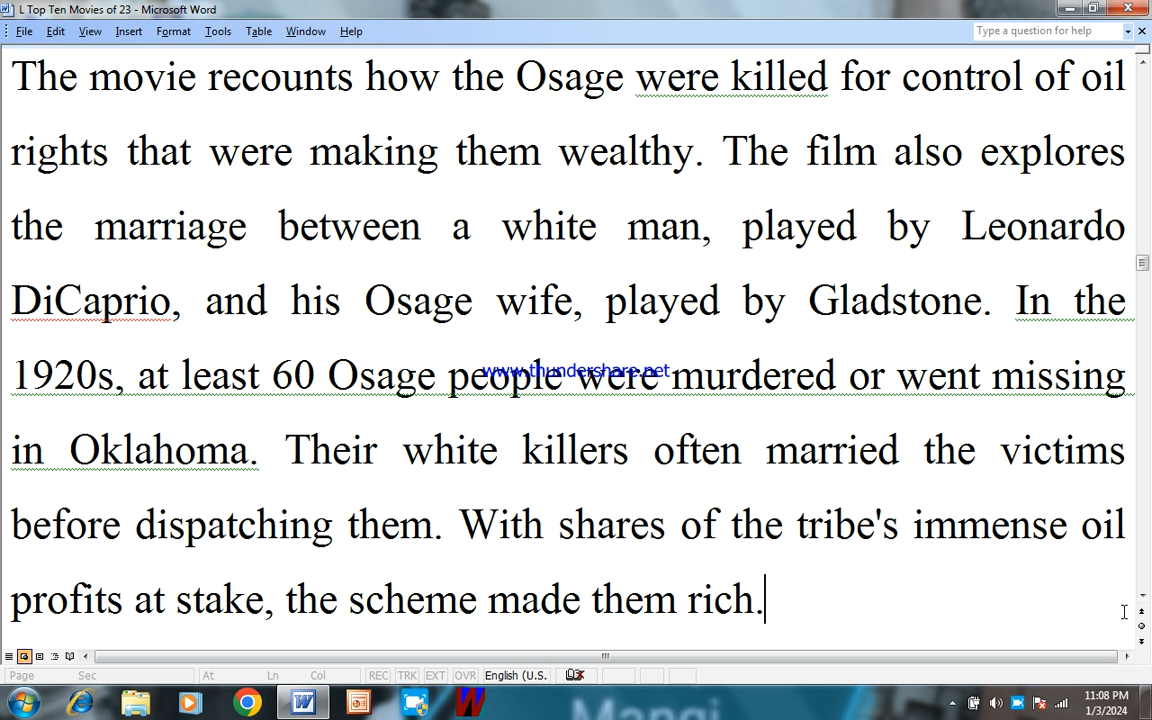 L Top Ten Movies of 23 - Microsoft Word
File Edit View Insert Format Tools Table Window Help Type a question for help
The movie recounts how the Osage were killed for control of oil
rights that were making them wealthy. The film also explores
the marriage between a white man, played by Leonardo
DiCaprio, and his Osage wife, played by Gladstone. In the
1920s, at least 60 Osage people were murdered or went missing
www.thundershare.net
in Oklahoma. Their white killers often married the victims
before dispatching them. With shares of the tribe's immense oil
profits at stake, the scheme made them rich.
Page Sec At Ln Col REC TRK EXT OVR English (U.S.
11:08 PM
1/3/2024